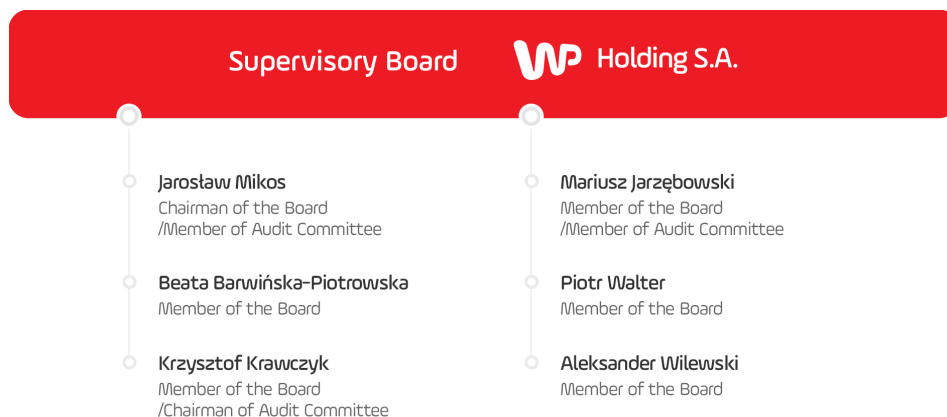 Supervisory Board WP Holding S.A.
Jarosław Mikos
Chairman of the Board
/Member of Audit Committee
Beata Barwińska-Piotrowska
Member of the Board
Krzysztof Krawczyk
Member of the Board
/Chairman of Audit Committee
Mariusz Jarzębowski
Member of the Board
/Member of Audit Committee
Piotr Walter
Member of the Board
Aleksander Wilewski
Member of the Board